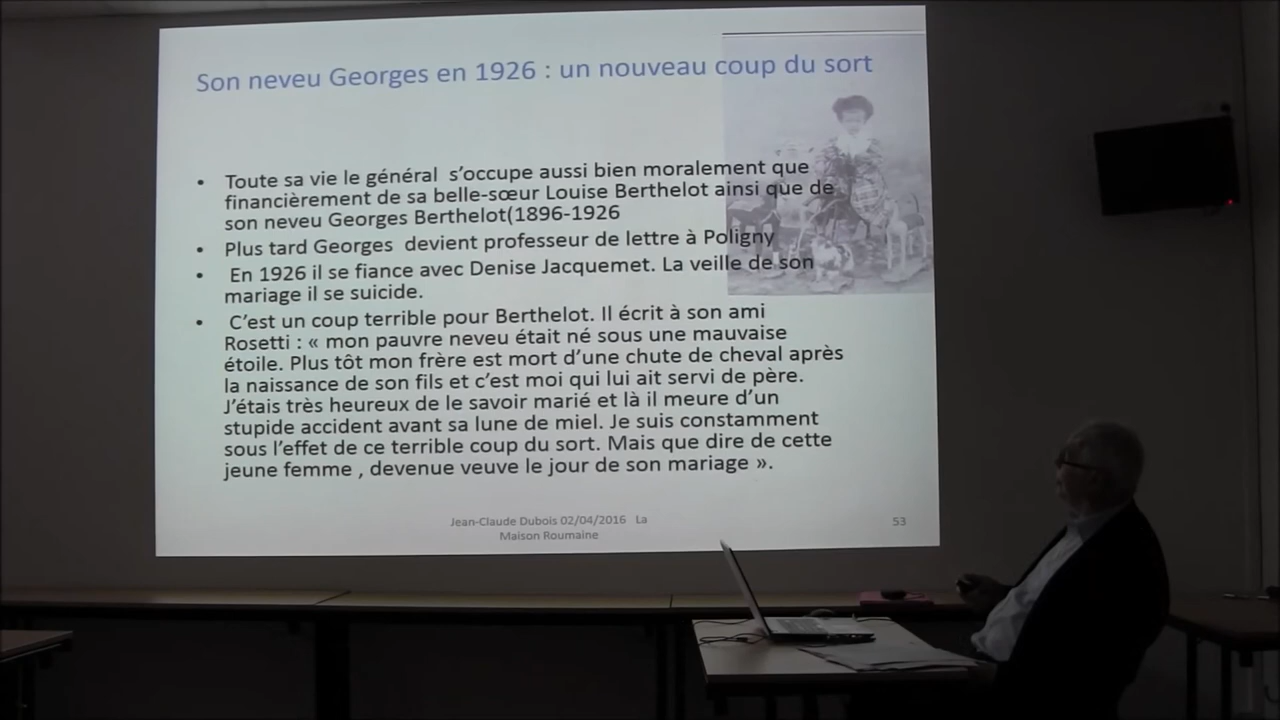 Son neveu Georges en 1926 : un nouveau coup du sort
• Toute sa vie le général s’occupe aussi bien moralement que
financièrement de sa belle-sœur Louise Berthelot ainsi que de
son neveu Georges Berthelot(1896-1926
• Plus tard Georges devient professeur de lettre à Poligny
• En 1926 il se fiance avec Denise Jacquemet. La veille de son
mariage il se suicide.
• C’est un coup terrible pour Berthelot. Il écrit à son ami
Rosetti : « mon pauvre neveu était né sous une mauvaise
étoile. Plus tôt mon frère est mort d’une chute de cheval après
la naissance de son fils et c’est moi qui lui ait servi de père.
J’étais très heureux de le savoir marié et là il meure d’un
stupide accident avant sa lune de miel. Je suis constamment
sous l’effet de ce terrible coup du sort. Mais que dire de cette
jeune femme , devenue veuve le jour de son mariage ».
Jean-Claude Dubois 02/04/2016 La
Maison Roumaine
53